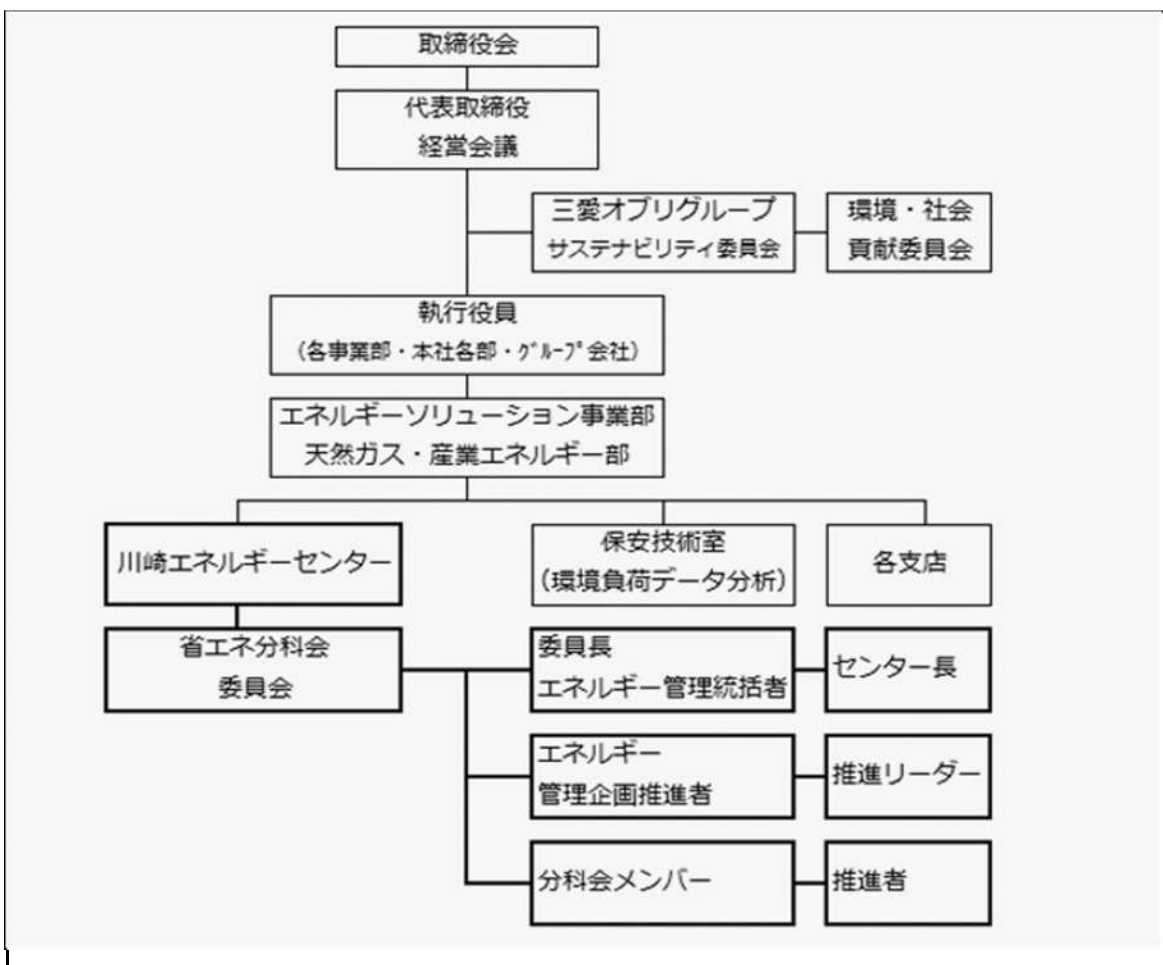 取締役会
代表取締役
経営会議
三愛オブリグループ
サステナビリティ委員会
環境・社会
貢献委員会
執行役員
（各事業部・本社各部・ｸﾞﾙｰﾌﾟ会社）
エネルギーソリューション事業部
天然ガス・産業エネルギー部
川崎エネルギーセンター
保安技術室
（環境負荷データ分析）
各支店
省エネ分科会
委員会
委員長
エネルギー管理統括者
センター長
エネルギー
管理企画推進者
推進リーダー
分科会メンバー
推進者